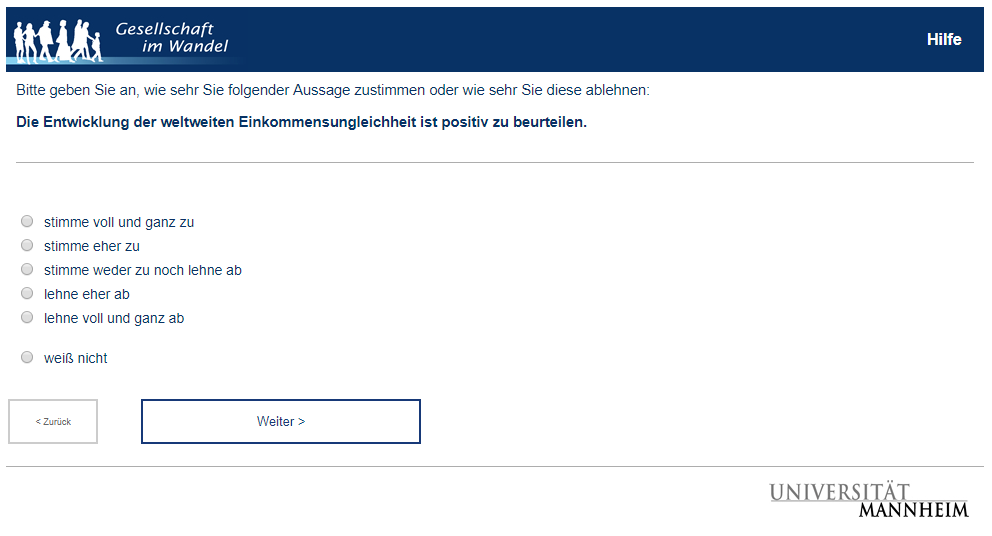 Gesellschaft
im Wandel
Hilfe
Bitte geben Sie an, wie sehr Sie folgender Aussage zustimmen oder wie sehr Sie diese ablehnen:
Die Entwicklung der weltweiten Einkommensungleichheit ist positiv zu beurteilen.
stimme voll und ganz zu
stimme eher zu
stimme weder zu noch lehne ab
lehne eher ab
lehne voll und ganz ab
weiß nicht
< Zurück
Weiter >
UNIVERSITÄT
MANNHEIM